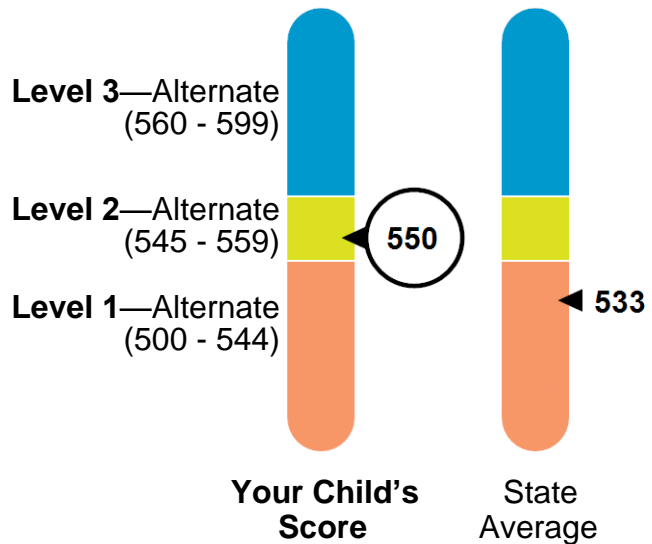 Level 3—Alternate
(560 - 599)
Level 2—Alternate
(545 - 559)
550
Level 1—Alternate
(500 - 544)
533
Your Child's
Score
State
Average